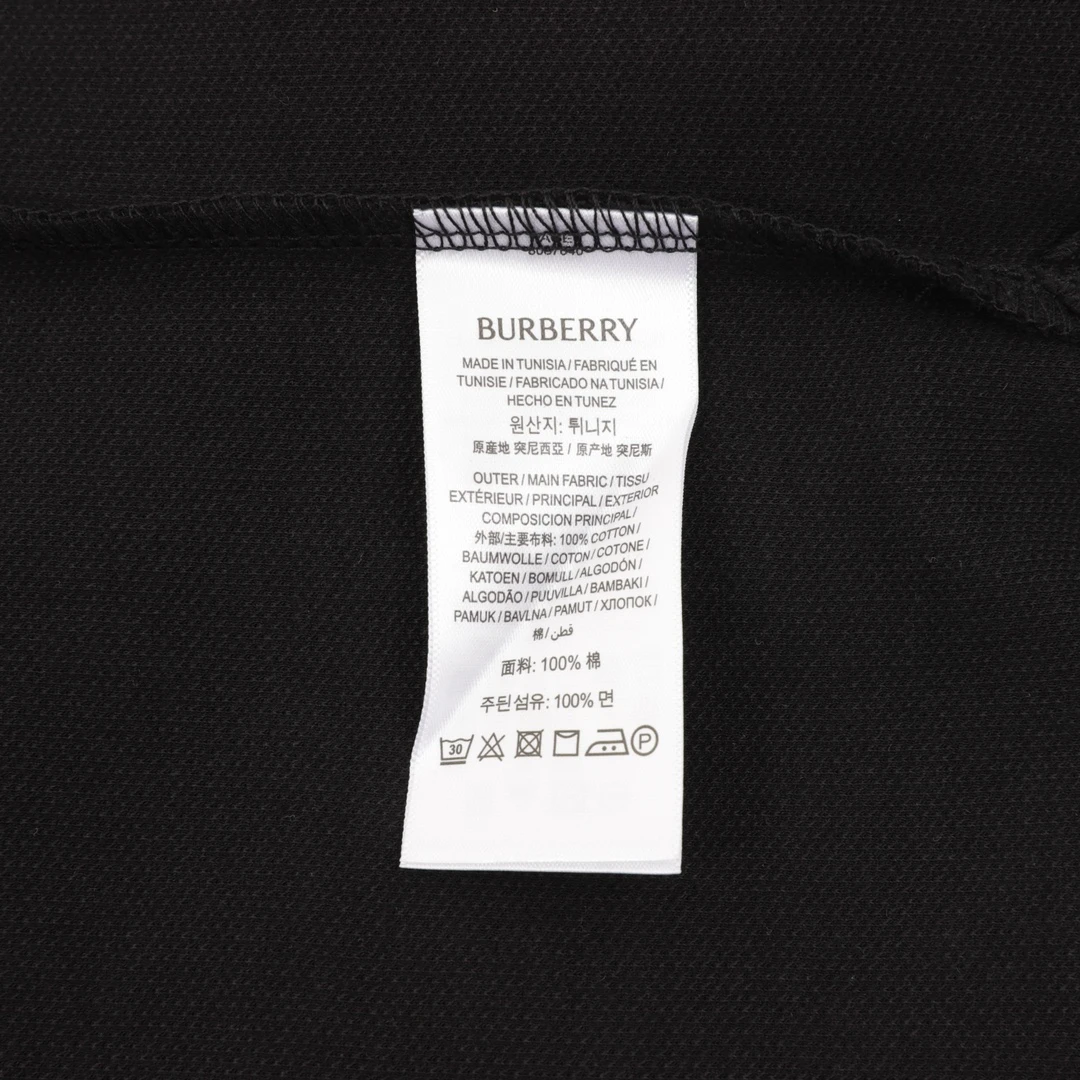 BURBERRY
MADE IN TUNISIA / FABRIQUÉ EN
TUNISIE / FABRICADO NA TUNISIA /
HECHO EN TUNEZ
원산지: 튀니지
原産地 突尼西亞 / 原产地 突尼斯
OUTER / MAIN FABRIC / TISSU
EXTÉRIEUR / PRINCIPAL / EXTERIOR
COMPOSICION PRINCIPAL /
外部/主要布料: 100% COTTON /
BAUMWOLLE / COTON / COTONE /
KATOEN / BOMULL / ALGODÓN /
ALGODÃO / PUUVILLA / BAMBAKI /
PAMUK / BAVLNA / PAMUT / ХЛОПОК /
棉 / قطن
面料: 100% 棉
주된섬유: 100% 면
30 P